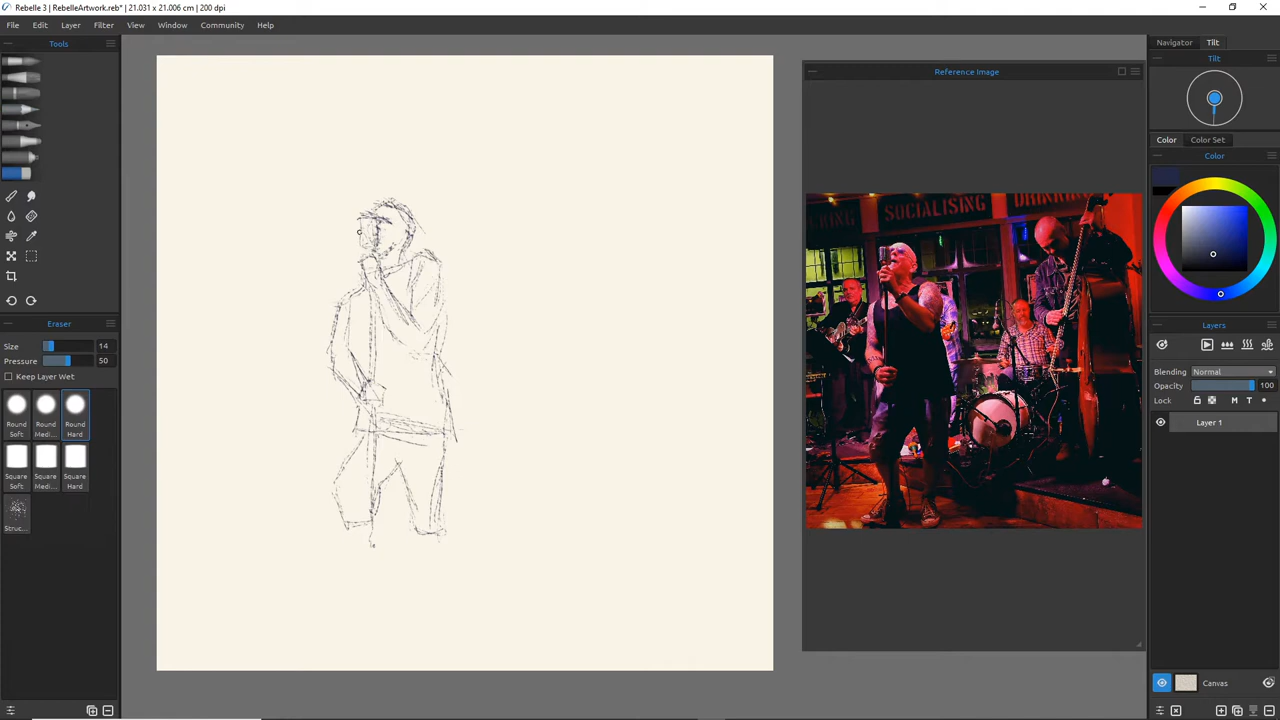 Rebelle 3 | RebelleArtwork.reb* | 21.031 x 21.006 cm | 200 dpi
File Edit Layer Filter View Window Community Help
Tools
Eraser
Size 14
Pressure 50
Keep Layer Wet
Round Soft
Round Medi...
Round Hard
Square Soft
Square Medi...
Square Hard
Struc...
Reference Image
SOCIALISING
DRINKING
Navigator Tilt
Tilt
Color Color Set
Color
Layers
Blending Normal
Opacity 100
Lock M T
Layer 1
Canvas